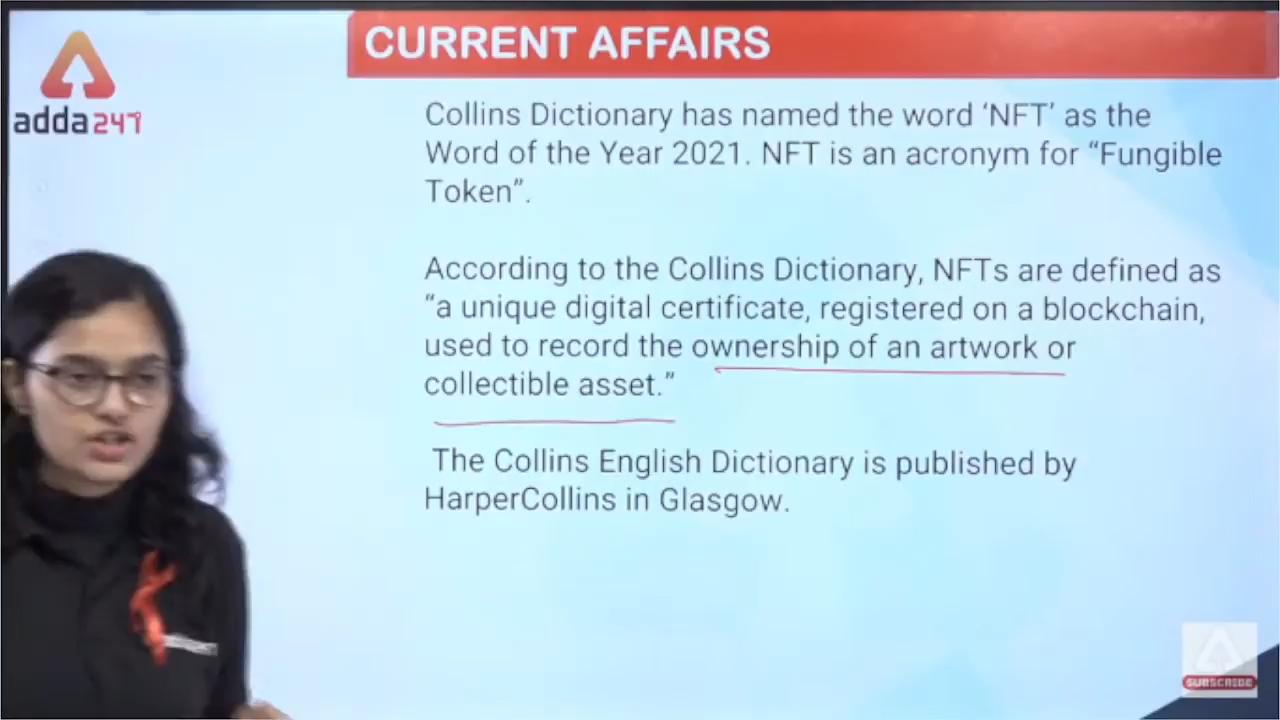 CURRENT AFFAIRS
adda247
Collins Dictionary has named the word ‘NFT’ as the
Word of the Year 2021. NFT is an acronym for “Fungible
Token”.
According to the Collins Dictionary, NFTs are defined as
“a unique digital certificate, registered on a blockchain,
used to record the ownership of an artwork or
collectible asset.”
The Collins English Dictionary is published by
HarperCollins in Glasgow.
SUBSCRIBE